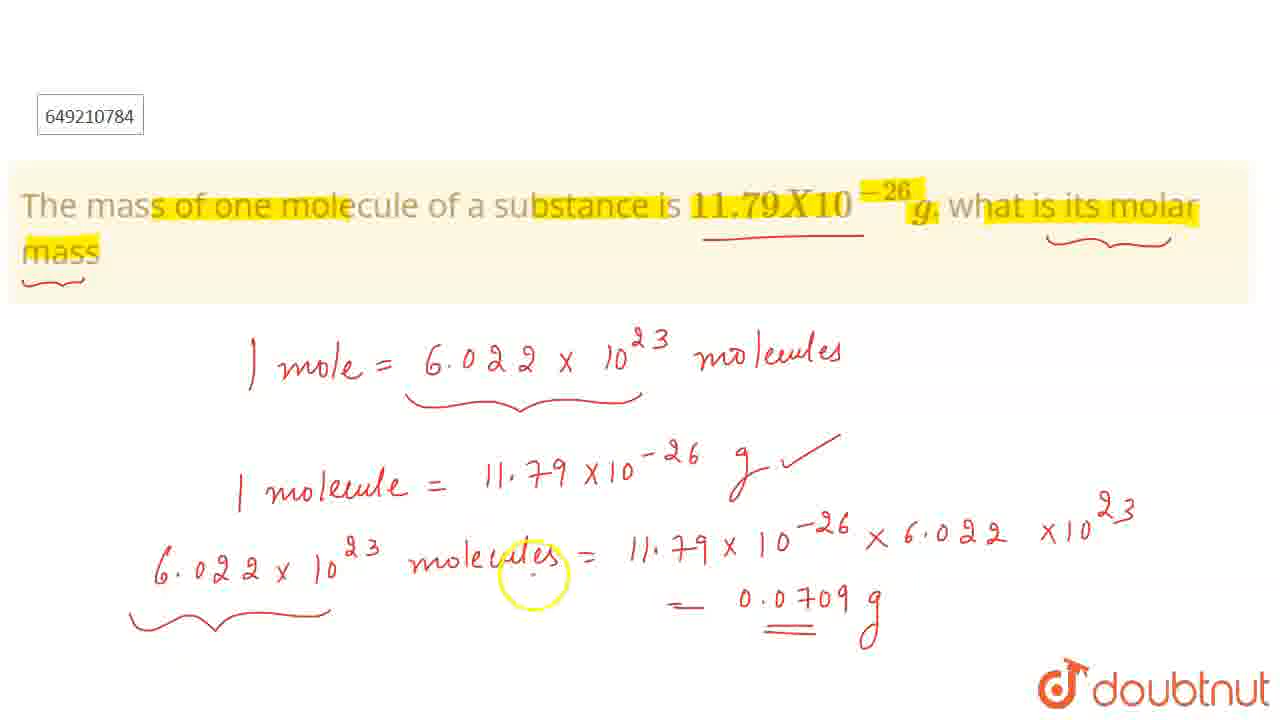 649210784
The mass of one molecule of a substance is 11.79X10^-26 g. what is its molar
mass
1 mole = 6.022 x 10^23 molecules
1 molecule = 11.79 x 10^-26 g
6.022 x 10^23 molecules = 11.79 x 10^-26 x 6.022 x 10^23
= 0.0709 g
doubtnut